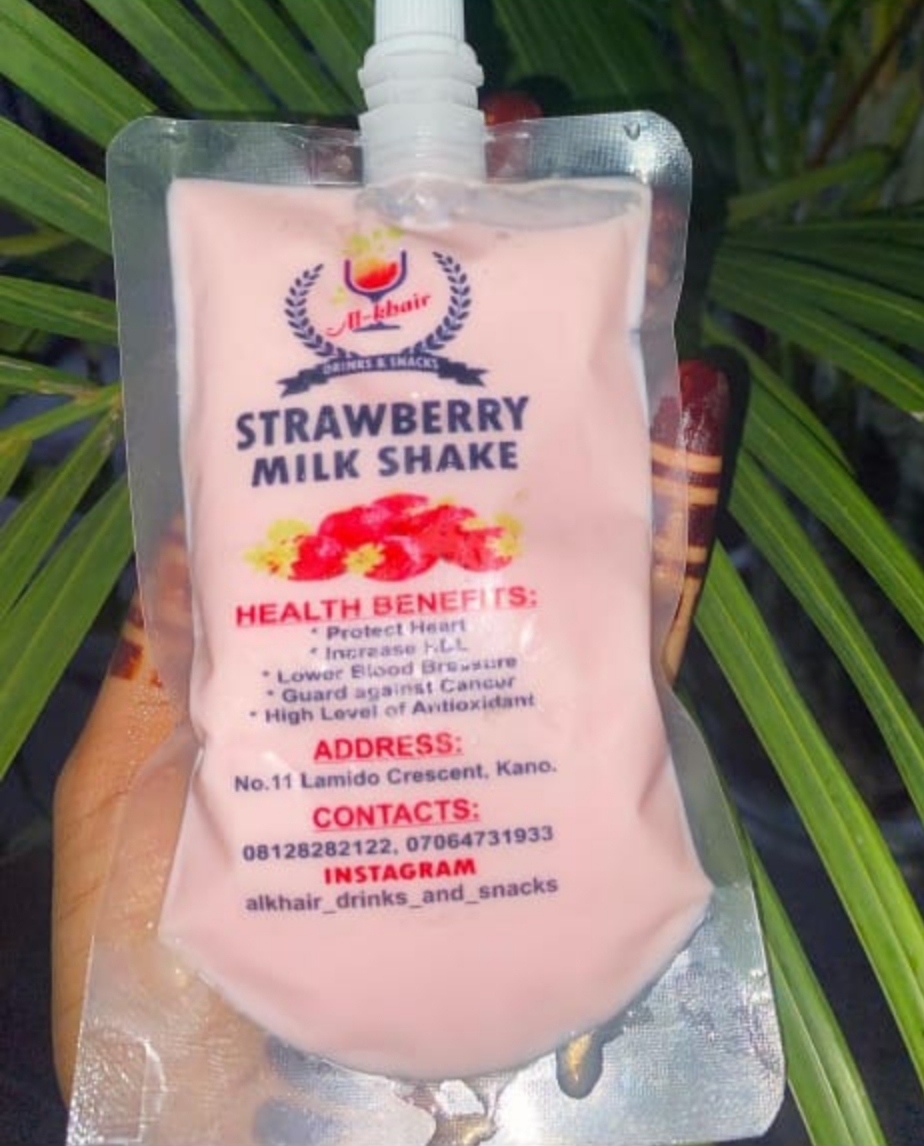 Al-khair
DRINKS & SNACKS
STRAWBERRY
MILK SHAKE
HEALTH BENEFITS:
* Protect Heart
* Increase HDL
* Lower Blood Bressure
* Guard against Cancur
* High Level of Antioxidant
ADDRESS:
No.11 Lamido Crescent, Kano.
CONTACTS:
08128282122, 07064731933
INSTAGRAM
alkhair_drinks_and_snacks